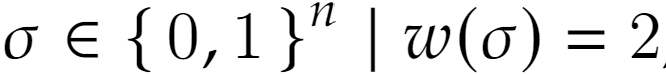 σ ∈ { 0, 1 }ⁿ | w(σ) = 2,